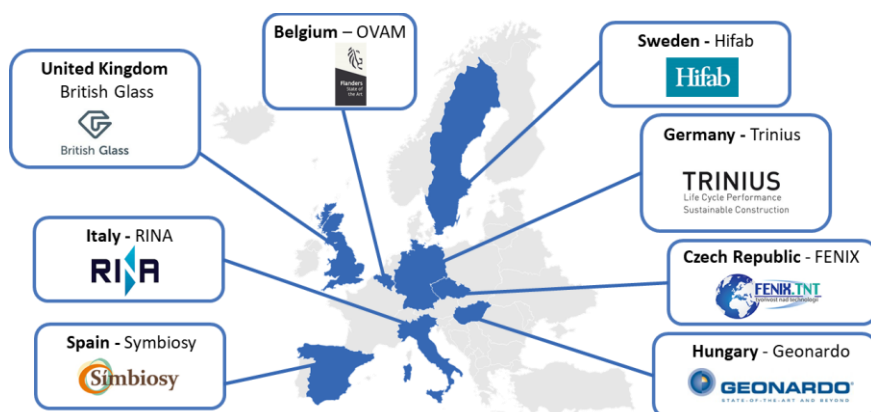 Belgium – OVAM
Flanders
State of the Art
United Kingdom
British Glass
British Glass
Sweden - Hifab
Hifab
Germany - Trinius
TRINIUS
Life Cycle Performance
Sustainable Construction
Italy - RINA
RINA
Czech Republic - FENIX
FENIX.TNT
Spain - Symbiosy
Símbiosy
Hungary - Geonardo
GEONARDO
STATE-OF-THE-ART AND BEYOND